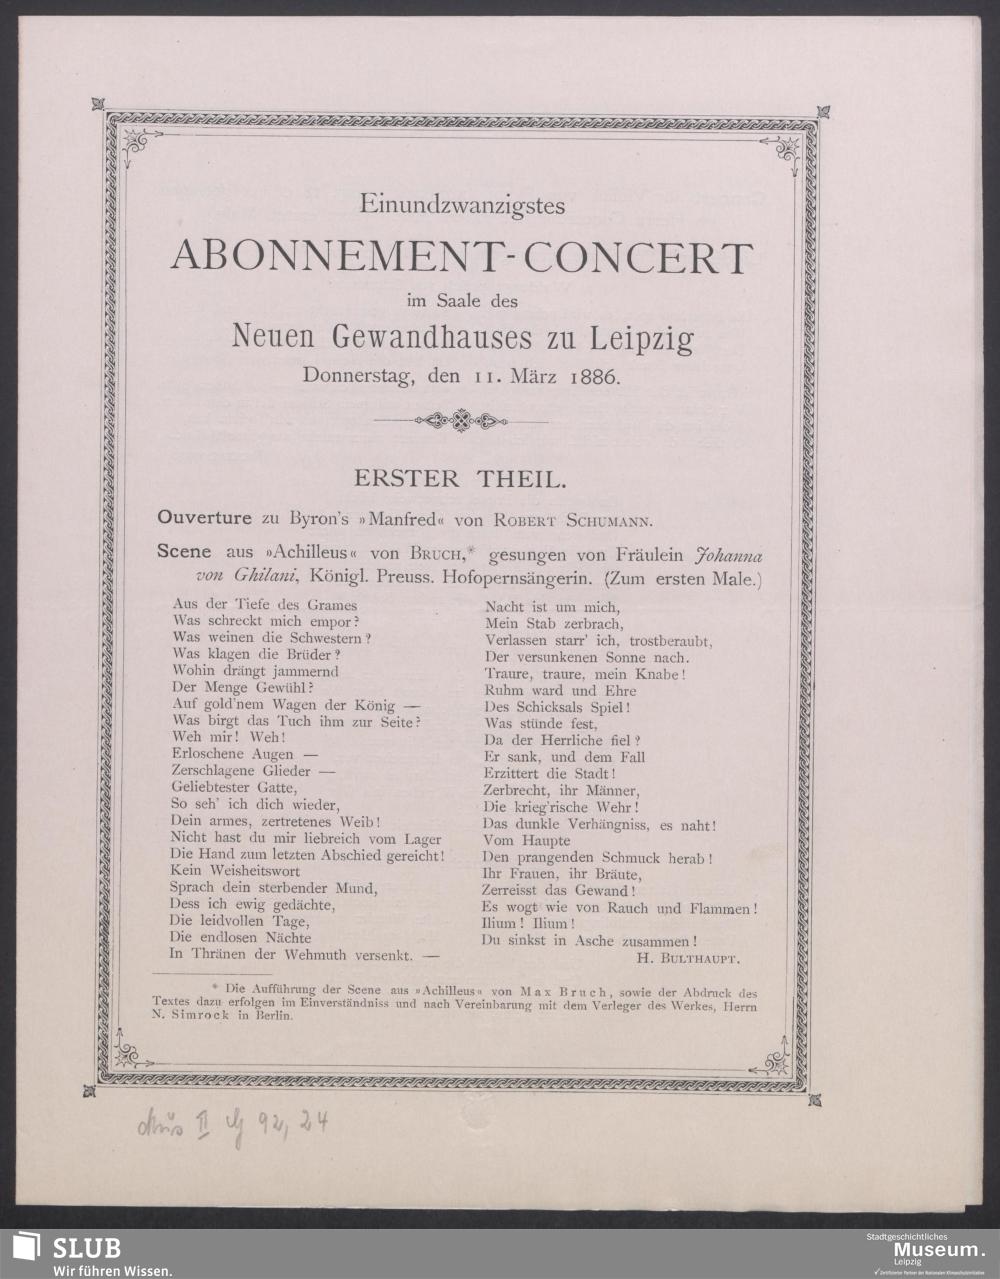 Einundzwanzigstes
ABONNEMENT-CONCERT
im Saale des
Neuen Gewandhauses zu Leipzig
Donnerstag, den 11. März 1886.
ERSTER THEIL.
Ouverture zu Byron's »Manfred« von ROBERT SCHUMANN.
Scene aus »Achilleus« von BRUCH,* gesungen von Fräulein Johanna
von Ghilani, Königl. Preuss. Hofopernsängerin. (Zum ersten Male.)
Aus der Tiefe des Grames
Was schreckt mich empor?
Was weinen die Schwestern?
Was klagen die Brüder?
Wohin drängt jammernd
Der Menge Gewühl?
Auf gold'nem Wagen der König —
Was birgt das Tuch ihm zur Seite?
Weh mir! Weh!
Erloschene Augen —
Zerschlagene Glieder —
Geliebtester Gatte,
So seh' ich dich wieder,
Dein armes, zertretenes Weib!
Nicht hast du mir liebreich vom Lager
Die Hand zum letzten Abschied gereicht!
Kein Weisheitswort
Sprach dein sterbender Mund,
Dess ich ewig gedächte,
Die leidvollen Tage,
Die endlosen Nächte
In Thränen der Wehmuth versenkt. —
Nacht ist um mich,
Mein Stab zerbrach,
Verlassen starr' ich, trostberaubt,
Der versunkenen Sonne nach.
Traure, traure, mein Knabe!
Ruhm ward und Ehre
Des Schicksals Spiel!
Was stünde fest,
Da der Herrliche fiel?
Er sank, und dem Fall
Erzittert die Stadt!
Zerbrecht, ihr Männer,
Die krieg'rische Wehr!
Das dunkle Verhängniss, es naht!
Vom Haupte
Den prangenden Schmuck herab!
Ihr Frauen, ihr Bräute,
Zerreisst das Gewand!
Es wogt wie von Rauch und Flammen!
Ilium! Ilium!
Du sinkst in Asche zusammen!
H. BULTHAUPT.
* Die Aufführung der Scene aus »Achilleus« von Max Bruch, sowie der Abdruck des
Textes dazu erfolgen im Einverständniss und nach Vereinbarung mit dem Verleger des Werkes, Herrn
N. Simrock in Berlin.
Mus II 92, 24
SLUB
Wir führen Wissen.
Stadtgeschichtliches
Museum.
Leipzig
Zertifizierter Partner der Nationalen Klimaschutzinitiative